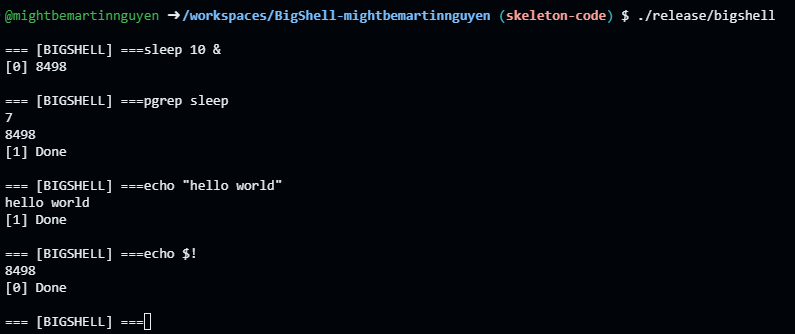 @mightbemartinnguyen ➜/workspaces/BigShell-mightbemartinnguyen (skeleton-code) $ ./release/bigshell
=== [BIGSHELL] ===sleep 10 &
[0] 8498
=== [BIGSHELL] ===pgrep sleep
7
8498
[1] Done
=== [BIGSHELL] ===echo "hello world"
hello world
[1] Done
=== [BIGSHELL] ===echo $!
8498
[0] Done
=== [BIGSHELL] ===